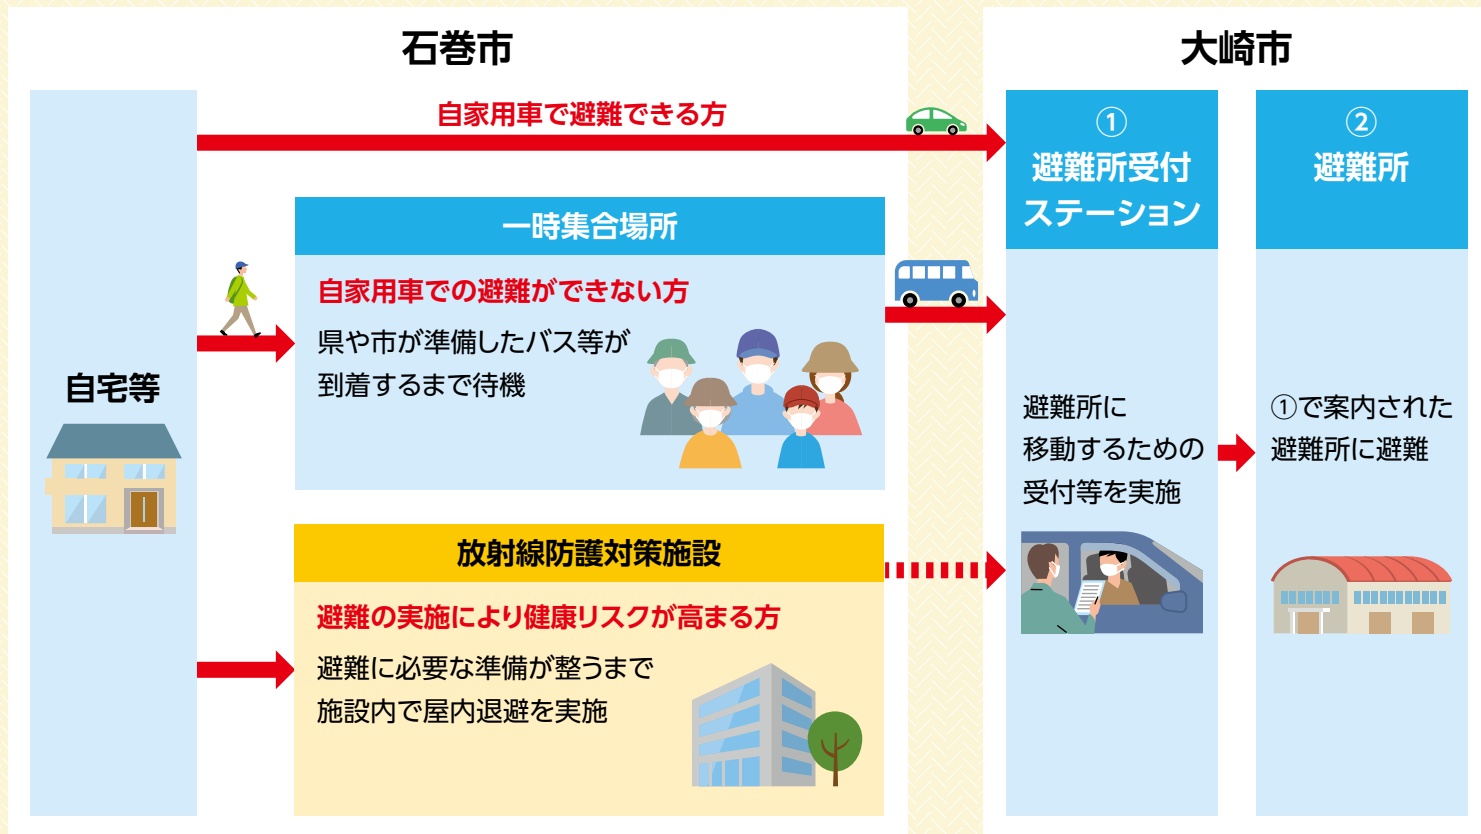 石巻市
自宅等
自家用車で避難できる方
一時集合場所
自家用車での避難ができない方
県や市が準備したバス等が
到着するまで待機
放射線防護対策施設
避難の実施により健康リスクが高まる方
避難に必要な準備が整うまで
施設内で屋内退避を実施
大崎市
①
避難所受付
ステーション
避難所に
移動するための
受付等を実施
②
避難所
①で案内された
避難所に避難